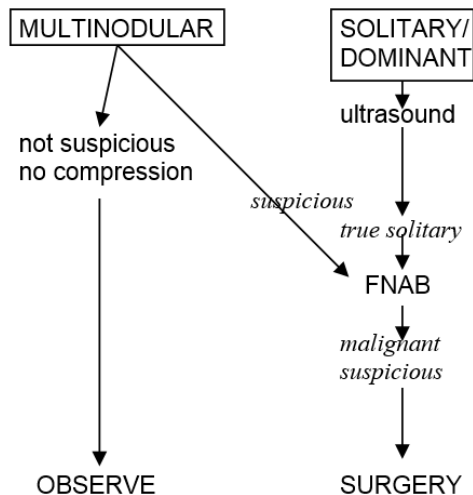 MULTINODULAR
SOLITARY/
DOMINANT
ultrasound
not suspicious
no compression
suspicious
true solitary
FNAB
malignant
suspicious
OBSERVE
SURGERY